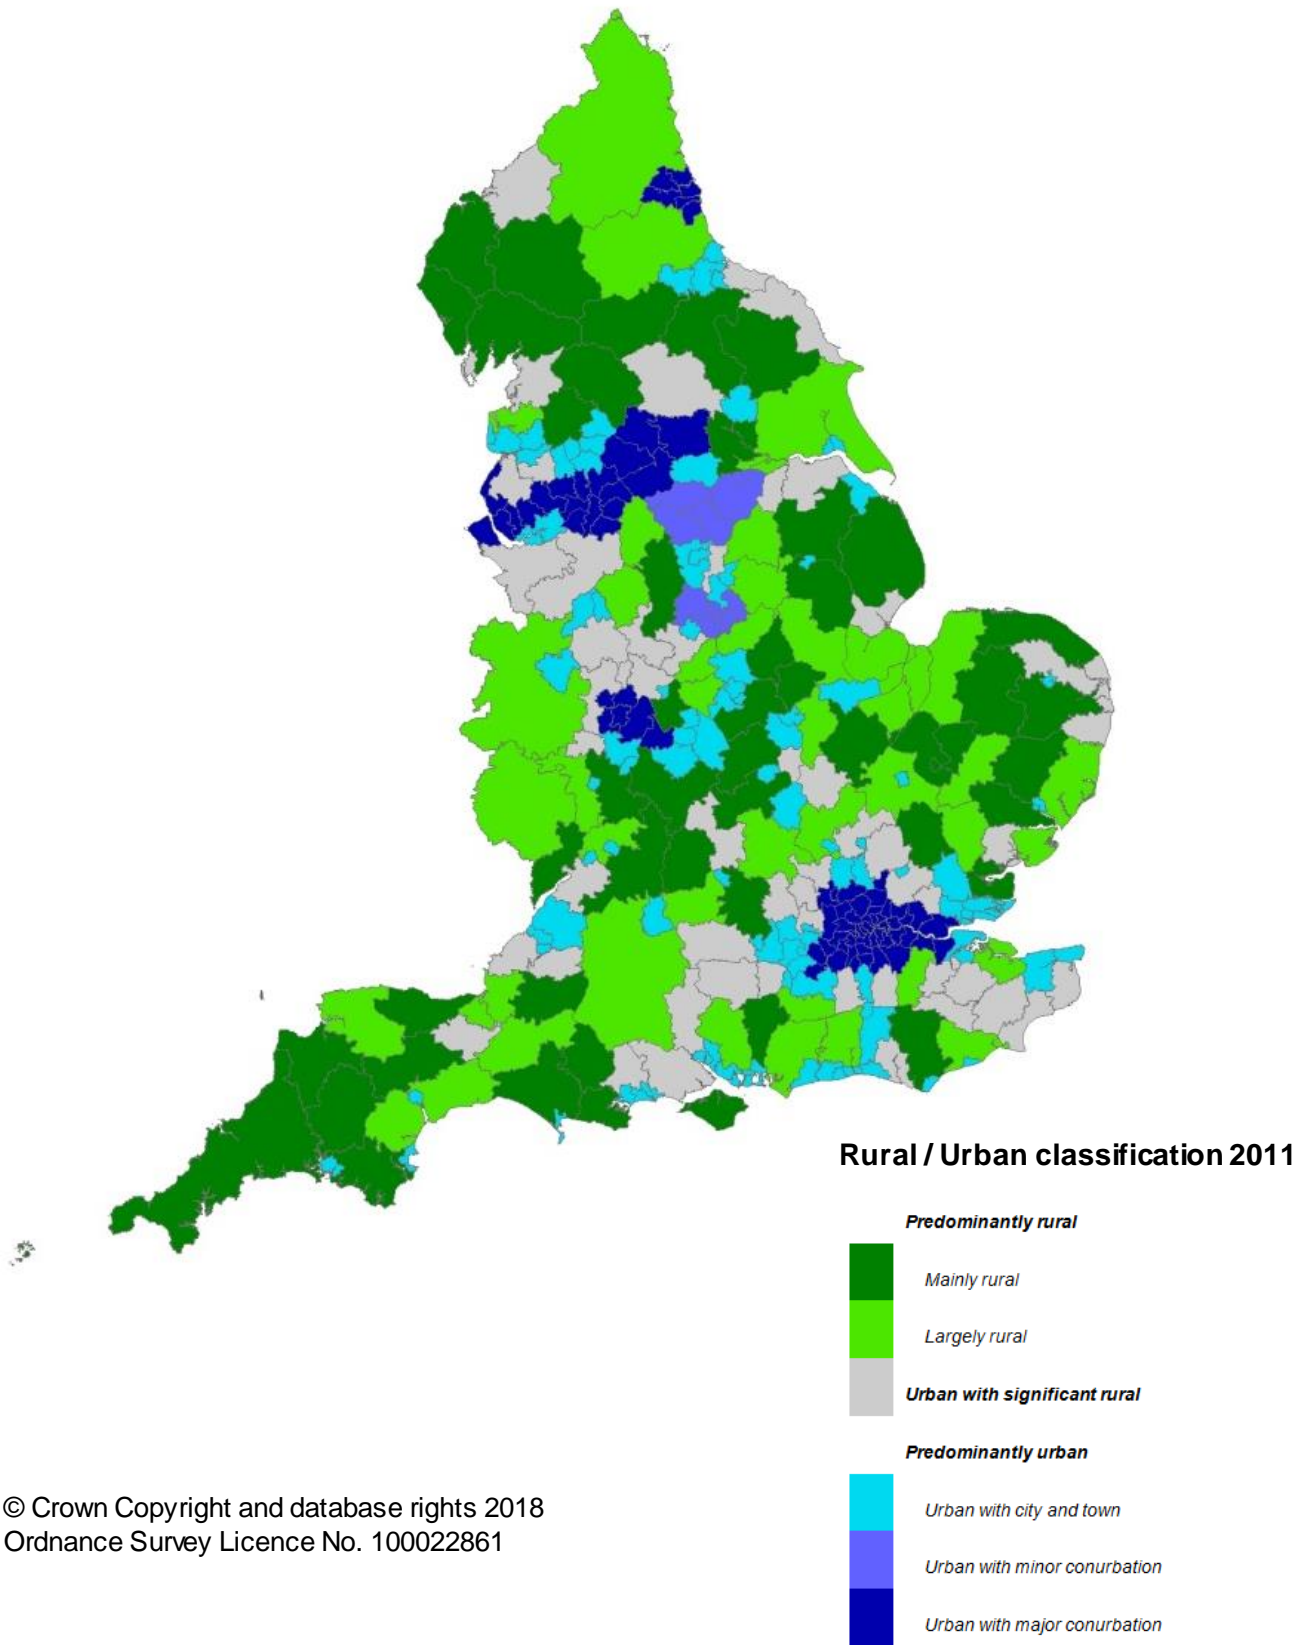 Rural / Urban classification 2011
Predominantly rural
Mainly rural
Largely rural
Urban with significant rural
Predominantly urban
Urban with city and town
Urban with minor conurbation
Urban with major conurbation
© Crown Copyright and database rights 2018
Ordnance Survey Licence No. 100022861